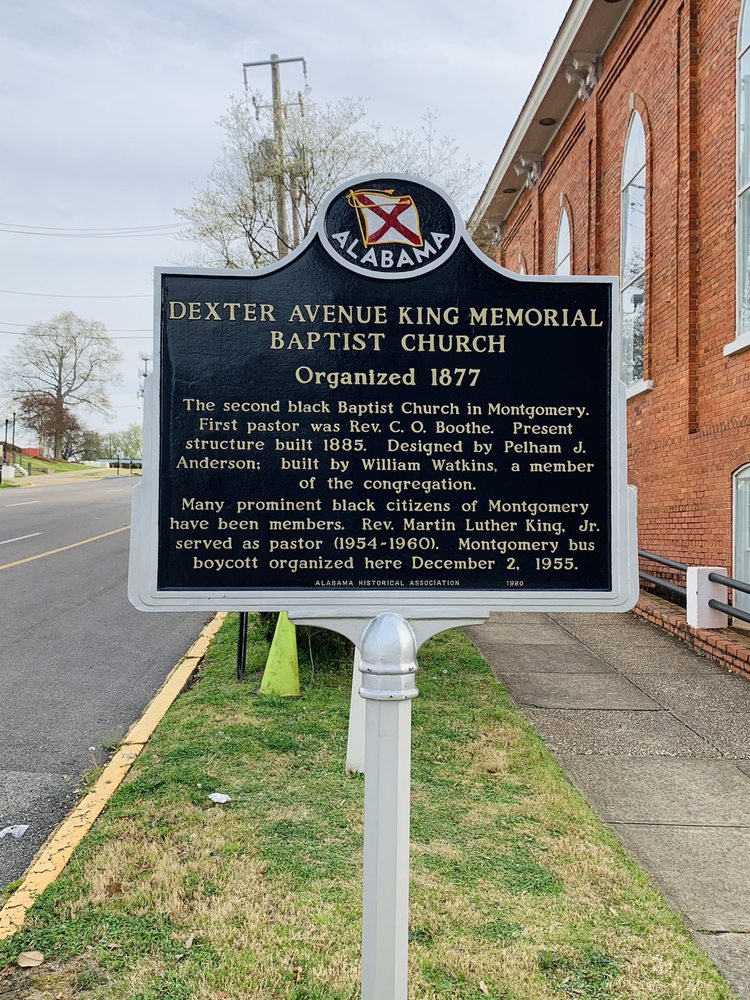 ALABAMA
DEXTER AVENUE KING MEMORIAL
BAPTIST CHURCH
Organized 1877
The second black Baptist Church in Montgomery.
First pastor was Rev. C. O. Boothe. Present
structure built 1885. Designed by Pelham J.
Anderson; built by William Watkins, a member
of the congregation.
Many prominent black citizens of Montgomery
have been members. Rev. Martin Luther King, Jr.
served as pastor (1954-1960). Montgomery bus
boycott organized here December 2, 1955.
ALABAMA HISTORICAL ASSOCIATION 1980